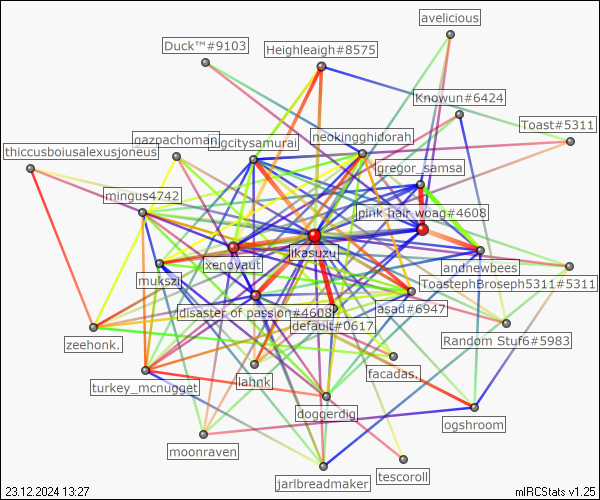 avelicious
Duck™#9103
Heighleaigh#8575
Knowun#6424
Toast#5311
gazpachoman
gcitysamurai
neokingghidorah
thiccusboiusalexusjoneus
gregor_samsa
mingus4742
pink hair woag#4608
ikasuzu
xenoyaut
andnewbees
mukszi
ToastephBroseph5311#5311
disaster of passion#4608
asad#6947
default#0617
zeehonk.
Random Stuf6#5983
facadas.
turkey_mcnugget
lahnk
doggerdig
ogshroom
moonraven
tescoroll
jarlbreadmaker
23.12.2024 13:27
mIRCStats v1.25